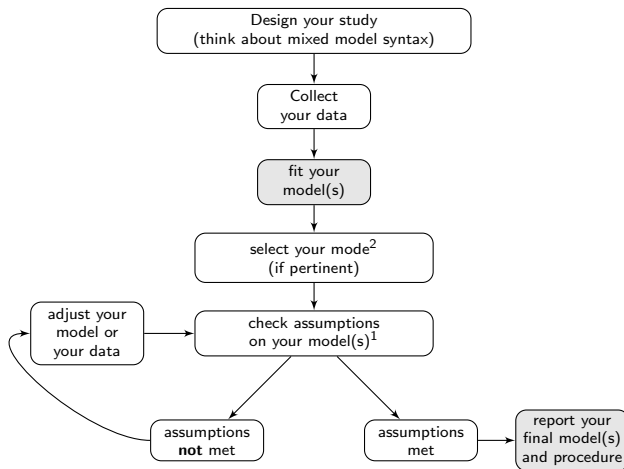 Design your study
(think about mixed model syntax)
Collect
your data
fit your
model(s)
select your mode²
(if pertinent)
adjust your
model or
your data
check assumptions
on your model(s)¹
assumptions
not met
assumptions
met
report your
final model(s)
and procedure